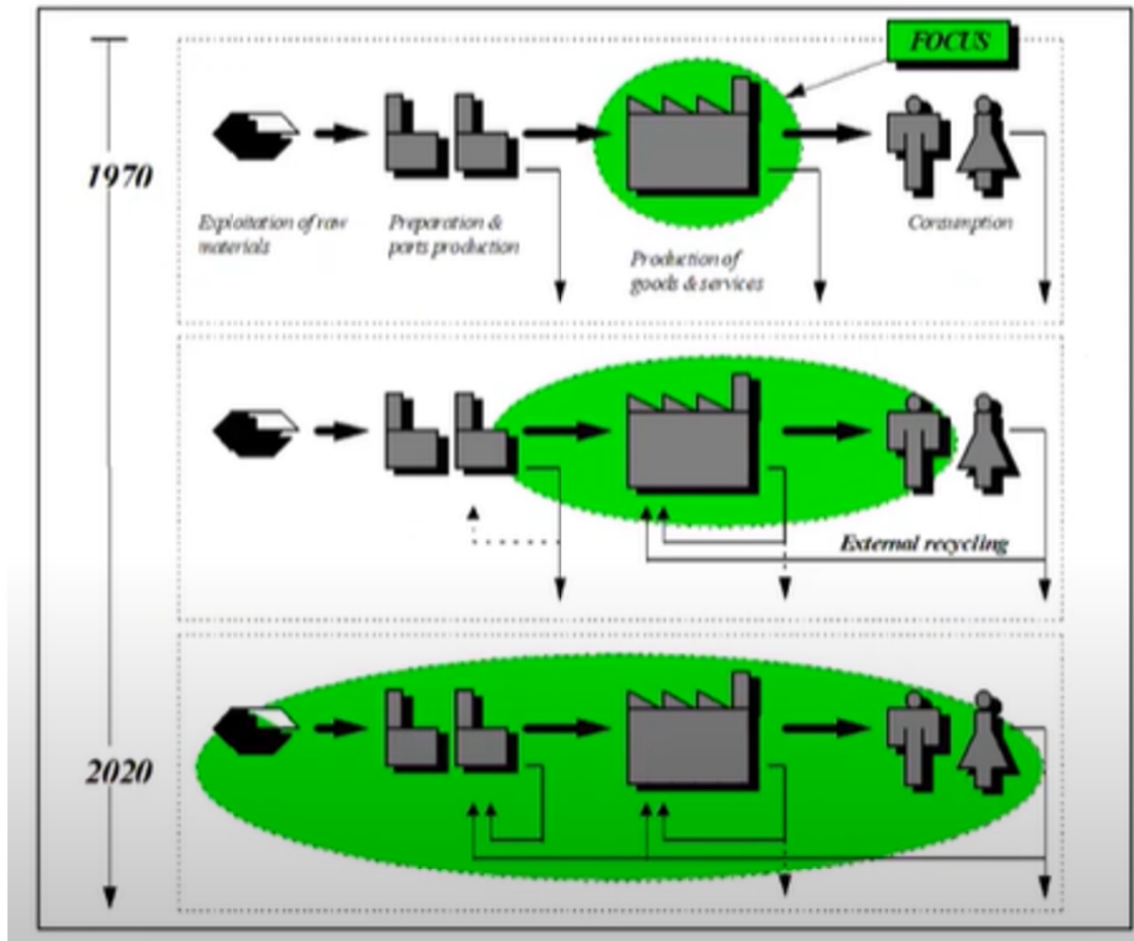 FOCUS
1970
Exploitation of raw
materials
Preparation &
parts production
Production of
goods & services
Consumption
External recycling
2020